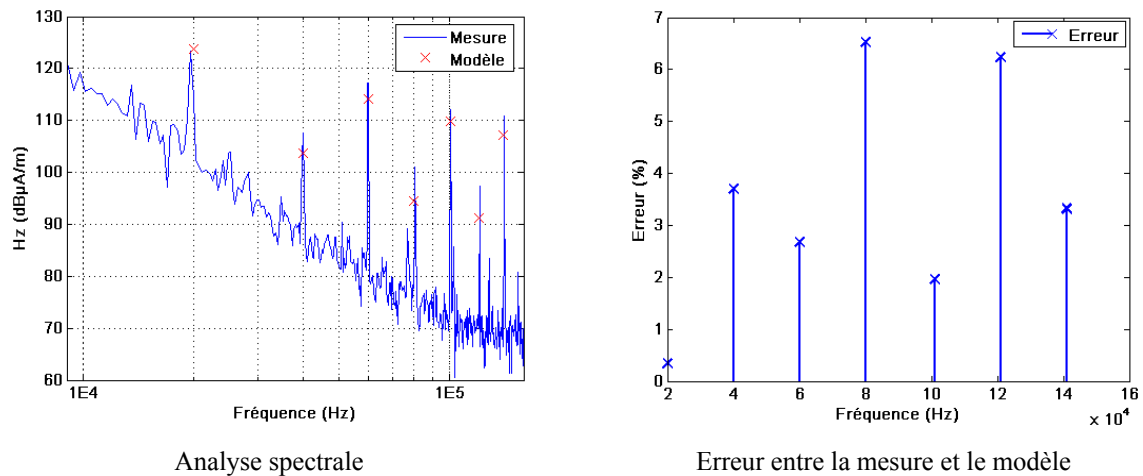 130
120
110
100
90
80
70
60
Hz (dBµA/m)
Mesure
Modèle
1E4
1E5
Fréquence (Hz)
Analyse spectrale
7
6
5
4
3
2
1
0
Erreur (%)
Erreur
2 4 6 8 10 12 14 16
Fréquence (Hz)
x 10^4
Erreur entre la mesure et le modèle